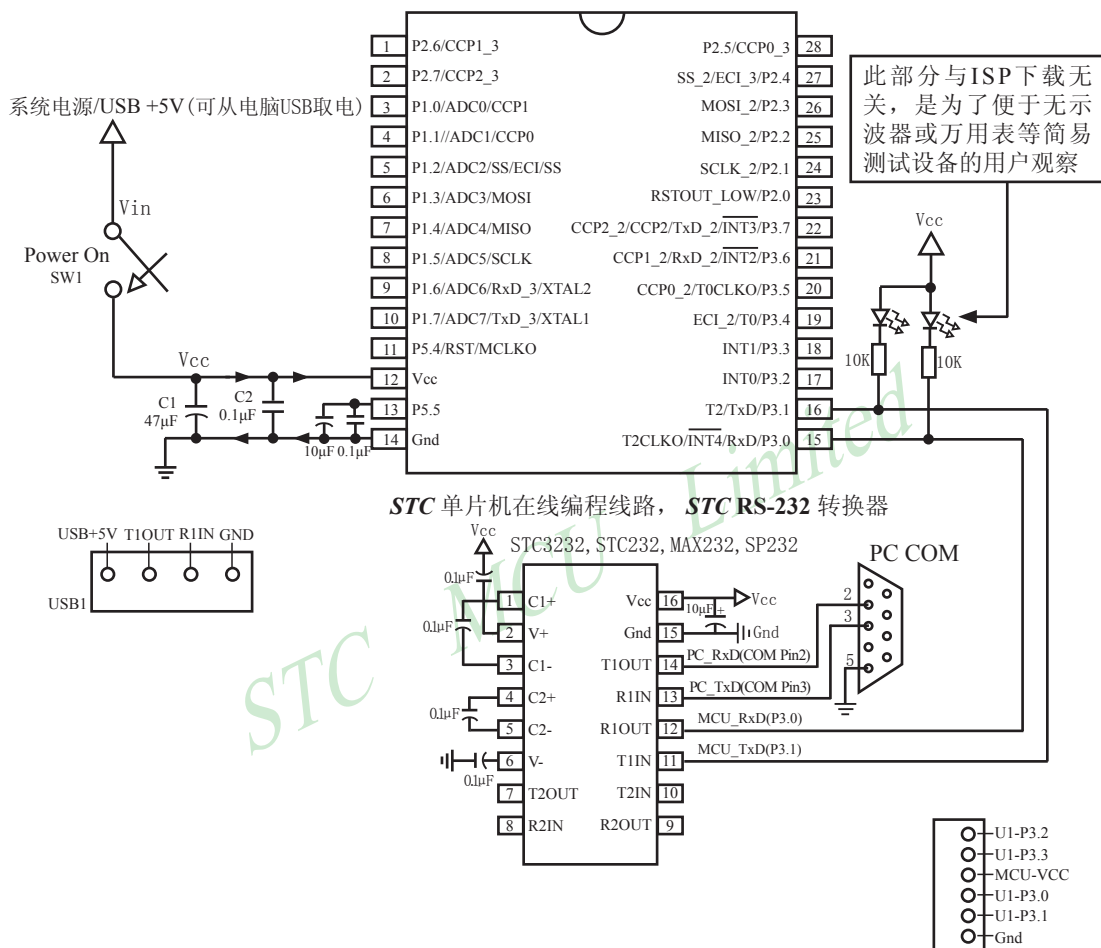 系统电源/USB +5V(可从电脑USB取电)
Vin
Power On
SW1
Vcc
C1
47μF
C2
0.1μF
10μF 0.1μF
1 P2.6/CCP1_3
2 P2.7/CCP2_3
3 P1.0/ADC0/CCP1
4 P1.1//ADC1/CCP0
5 P1.2/ADC2/SS/ECI/SS
6 P1.3/ADC3/MOSI
7 P1.4/ADC4/MISO
8 P1.5/ADC5/SCLK
9 P1.6/ADC6/RxD_3/XTAL2
10 P1.7/ADC7/TxD_3/XTAL1
11 P5.4/RST/MCLKO
12 Vcc
13 P5.5
14 Gnd
P2.5/CCP0_3 28
SS_2/ECI_3/P2.4 27
MOSI_2/P2.3 26
MISO_2/P2.2 25
SCLK_2/P2.1 24
RSTOUT_LOW/P2.0 23
CCP2_2/CCP2/TxD_2/INT3/P3.7 22
CCP1_2/RxD_2/INT2/P3.6 21
CCP0_2/T0CLKO/P3.5 20
ECI_2/T0/P3.4 19
INT1/P3.3 18
INT0/P3.2 17
T2/TxD/P3.1 16
T2CLKO/INT4/RxD/P3.0 15
此部分与ISP下载无
关，是为了便于无示
波器或万用表等简易
测试设备的用户观察
Vcc
10K
10K
STC 单片机在线编程线路， STC RS-232 转换器
STC3232,STC232,MAX232,SP232
USB+5V T1OUT R1IN GND
USB1
Vcc
0.1μF
0.1μF
0.1μF
0.1μF
1 C1+
2 V+
3 C1-
4 C2+
5 C2-
6 V-
7 T2OUT
8 R2IN
Vcc 16
Gnd 15
T1OUT 14
R1IN 13
R1OUT 12
T1IN 11
T2IN 10
R2OUT 9
Vcc
10μF +
Gnd
PC_RxD(COM Pin2)
PC_TxD(COM Pin3)
MCU_RxD(P3.0)
MCU_TxD(P3.1)
PC COM
2
3
5
U1-P3.2
U1-P3.3
MCU-VCC
U1-P3.0
U1-P3.1
Gnd
STC MCU Limited